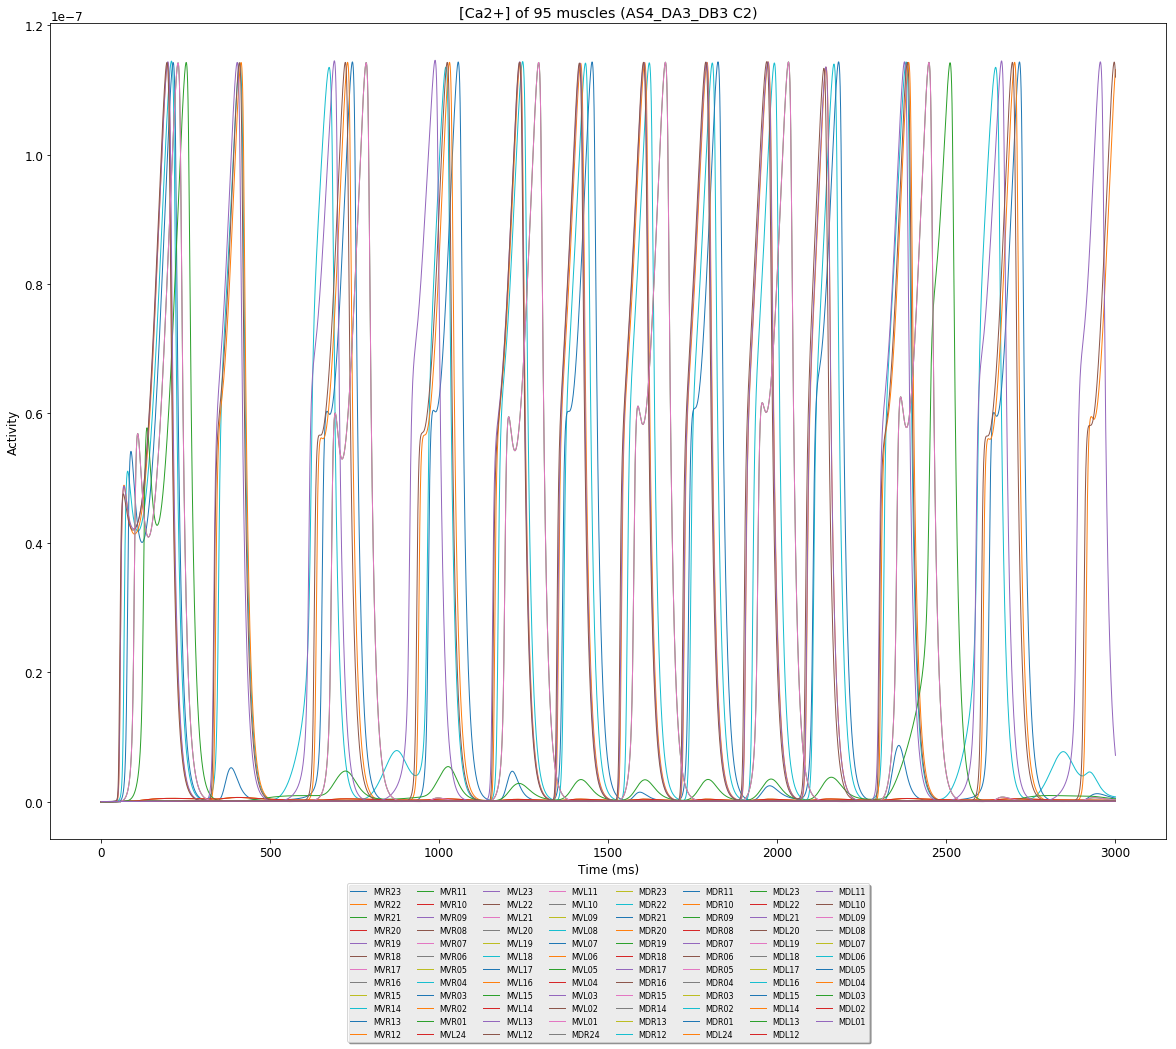 [Ca2+] of 95 muscles (AS4_DA3_DB3 C2)
1e−7
1.2
1.0
0.8
0.6
0.4
0.2
0.0
Activity
0 500 1000 1500 2000 2500 3000
Time (ms)
MVR23 MVR11 MVL23 MVL11 MDR23 MDR11 MDL23 MDL11
MVR22 MVR10 MVL22 MVL10 MDR22 MDR10 MDL22 MDL10
MVR21 MVR09 MVL21 MVL09 MDR21 MDR09 MDL21 MDL09
MVR20 MVR08 MVL20 MVL08 MDR20 MDR08 MDL20 MDL08
MVR19 MVR07 MVL19 MVL07 MDR19 MDR07 MDL19 MDL07
MVR18 MVR06 MVL18 MVL06 MDR18 MDR06 MDL18 MDL06
MVR17 MVR05 MVL17 MVL05 MDR17 MDR05 MDL17 MDL05
MVR16 MVR04 MVL16 MVL04 MDR16 MDR04 MDL16 MDL04
MVR15 MVR03 MVL15 MVL03 MDR15 MDR03 MDL15 MDL03
MVR14 MVR02 MVL14 MVL02 MDR14 MDR02 MDL14 MDL02
MVR13 MVR01 MVL13 MVL01 MDR13 MDR01 MDL13 MDL01
MVR12 MVL24 MVL12 MDR24 MDR12 MDL24 MDL12